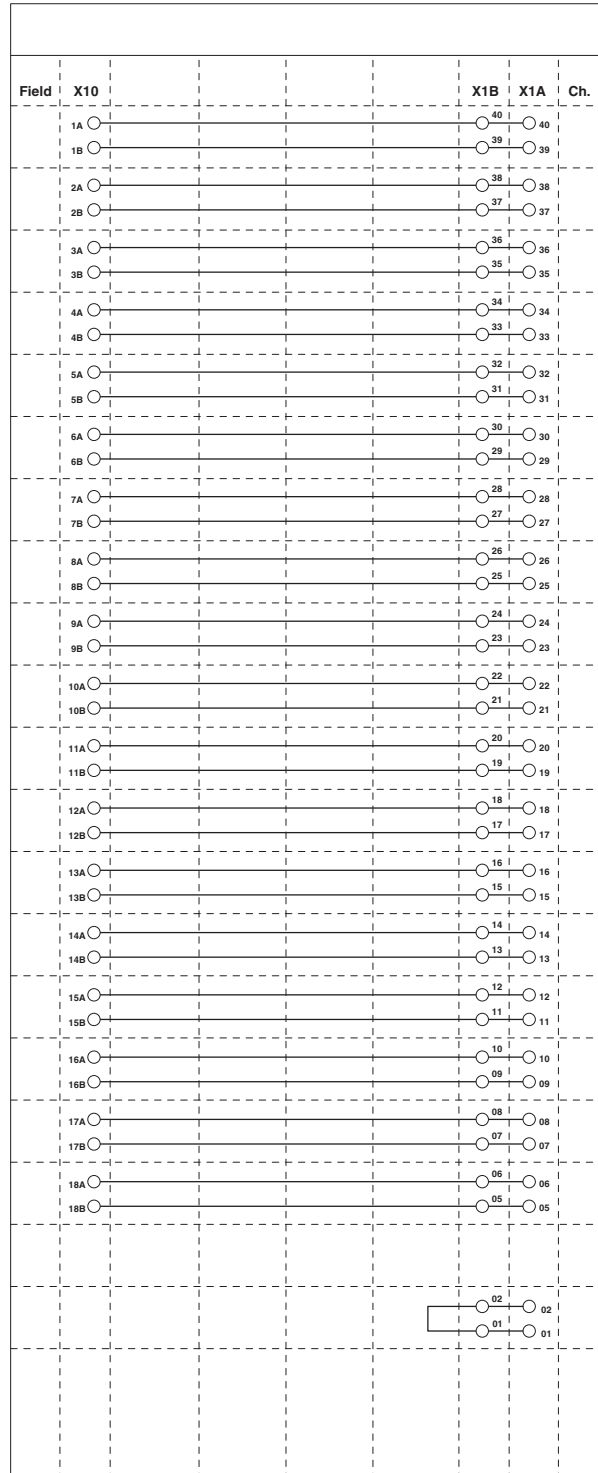 Field X10 X1B X1A Ch.
1A 40 40
1B 39 39
2A 38 38
2B 37 37
3A 36 36
3B 35 35
4A 34 34
4B 33 33
5A 32 32
5B 31 31
6A 30 30
6B 29 29
7A 28 28
7B 27 27
8A 26 26
8B 25 25
9A 24 24
9B 23 23
10A 22 22
10B 21 21
11A 20 20
11B 19 19
12A 18 18
12B 17 17
13A 16 16
13B 15 15
14A 14 14
14B 13 13
15A 12 12
15B 11 11
16A 10 10
16B 09 09
17A 08 08
17B 07 07
18A 06 06
18B 05 05
02 02
01 01